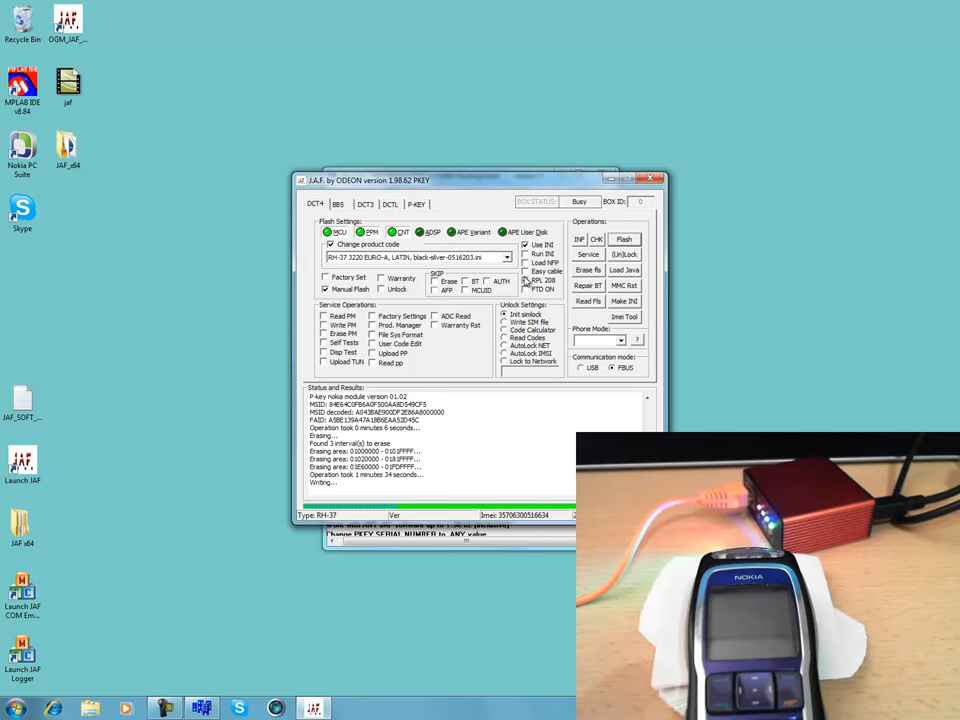 Recycle Bin
OGM_JAF_...
MPLAB IDE
v8.84
jaf
Nokia PC
Suite
JAF_x64
Skype
JAF_SOFT_...
Launch JAF
JAF x64
Launch JAF
COM Em...
Launch JAF
Logger
J.A.F. by ODEON version 1.98.62 PKEY
DCT4 BB5 DCT3 DCTL P-KEY
BOX STATUS: Busy BOX ID: 0
Flash Settings:
MCU PPM CNT ADSP APE Variant APE User Disk
Change product code
RH-37 3220 EURO-A, LATIN, black-silver-0516203.ini
Use INI
Run INI
Load NFP
Easy cable
RPL 208
FTD ON
Factory Set Warranty
Manual Flash Unlock
SKIP
Erase BT AUTH
AFP MCUID
Operations:
INF CHK Flash
Service (Un)Lock
Erase fls Load Java
Repair BT MMC Rst
Read Fls Make INI
Imei Tool
Phone Mode:
?
Communication mode:
USB FBUS
Service Operations:
Read PM Factory Settings ADC Read
Write PM Prod. Manager Warranty Rst
Erase PM File Sys Format
Self Tests User Code Edit
Disp Test Upload PP
Upload TUN Read pp
Unlock Settings:
Init simlock
Write SIM file
Code Calculator
Read Codes
AutoLock NET
AutoLock IMSI
Lock to Network
Status and Results:
P-key nokia module version 01.02
MSID: 84E64C0FB6A0F500AA8D549CF5
MSID decoded: A043BAE900DF2E86A8000000
FAID: A5BE139A47A18B6EAA52D45C
Operation took 0 minutes 6 seconds...
Erasing...
Found 3 interval(s) to erase
Erasing area: 01000000 - 0101FFFF...
Erasing area: 01020000 - 0181FFFF...
Erasing area: 01E60000 - 01FDFFFF...
Operation took 1 minutes 34 seconds...
Writing...
Type: RH-37 Ver Imei: 35706300516634
Change PKEY SERIAL NUMBER to ANY value
NOKIA
JAF